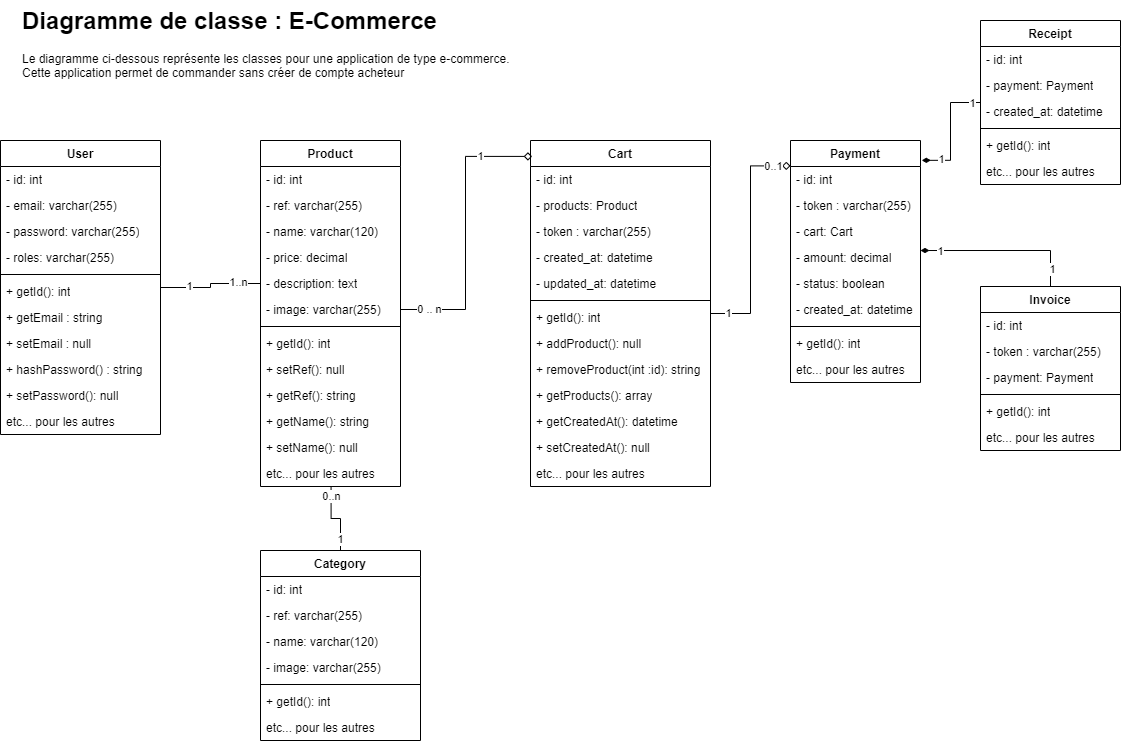 Diagramme de classe : E-Commerce
Le diagramme ci-dessous représente les classes pour une application de type e-commerce.
Cette application permet de commander sans créer de compte acheteur
User
- id: int
- email: varchar(255)
- password: varchar(255)
- roles: varchar(255)
+ getId(): int
+ getEmail : string
+ setEmail : null
+ hashPassword() : string
+ setPassword(): null
etc... pour les autres
1
1..n
Product
- id: int
- ref: varchar(255)
- name: varchar(120)
- price: decimal
- description: text
- image: varchar(255)
+ getId(): int
+ setRef(): null
+ getRef(): string
+ getName(): string
+ setName(): null
etc... pour les autres
0..n
1
Category
- id: int
- ref: varchar(255)
- name: varchar(120)
- image: varchar(255)
+ getId(): int
etc... pour les autres
0 .. n
1
Cart
- id: int
- products: Product
- token : varchar(255)
- created_at: datetime
- updated_at: datetime
+ getId(): int
+ addProduct(): null
+ removeProduct(int :id): string
+ getProducts(): array
+ getCreatedAt(): datetime
+ setCreatedAt(): null
etc... pour les autres
1
0..1
Payment
- id: int
- token : varchar(255)
- cart: Cart
- amount: decimal
- status: boolean
- created_at: datetime
+ getId(): int
etc... pour les autres
1
1
Receipt
- id: int
- payment: Payment
- created_at: datetime
+ getId(): int
etc... pour les autres
1
1
Invoice
- id: int
- token : varchar(255)
- payment: Payment
+ getId(): int
etc... pour les autres